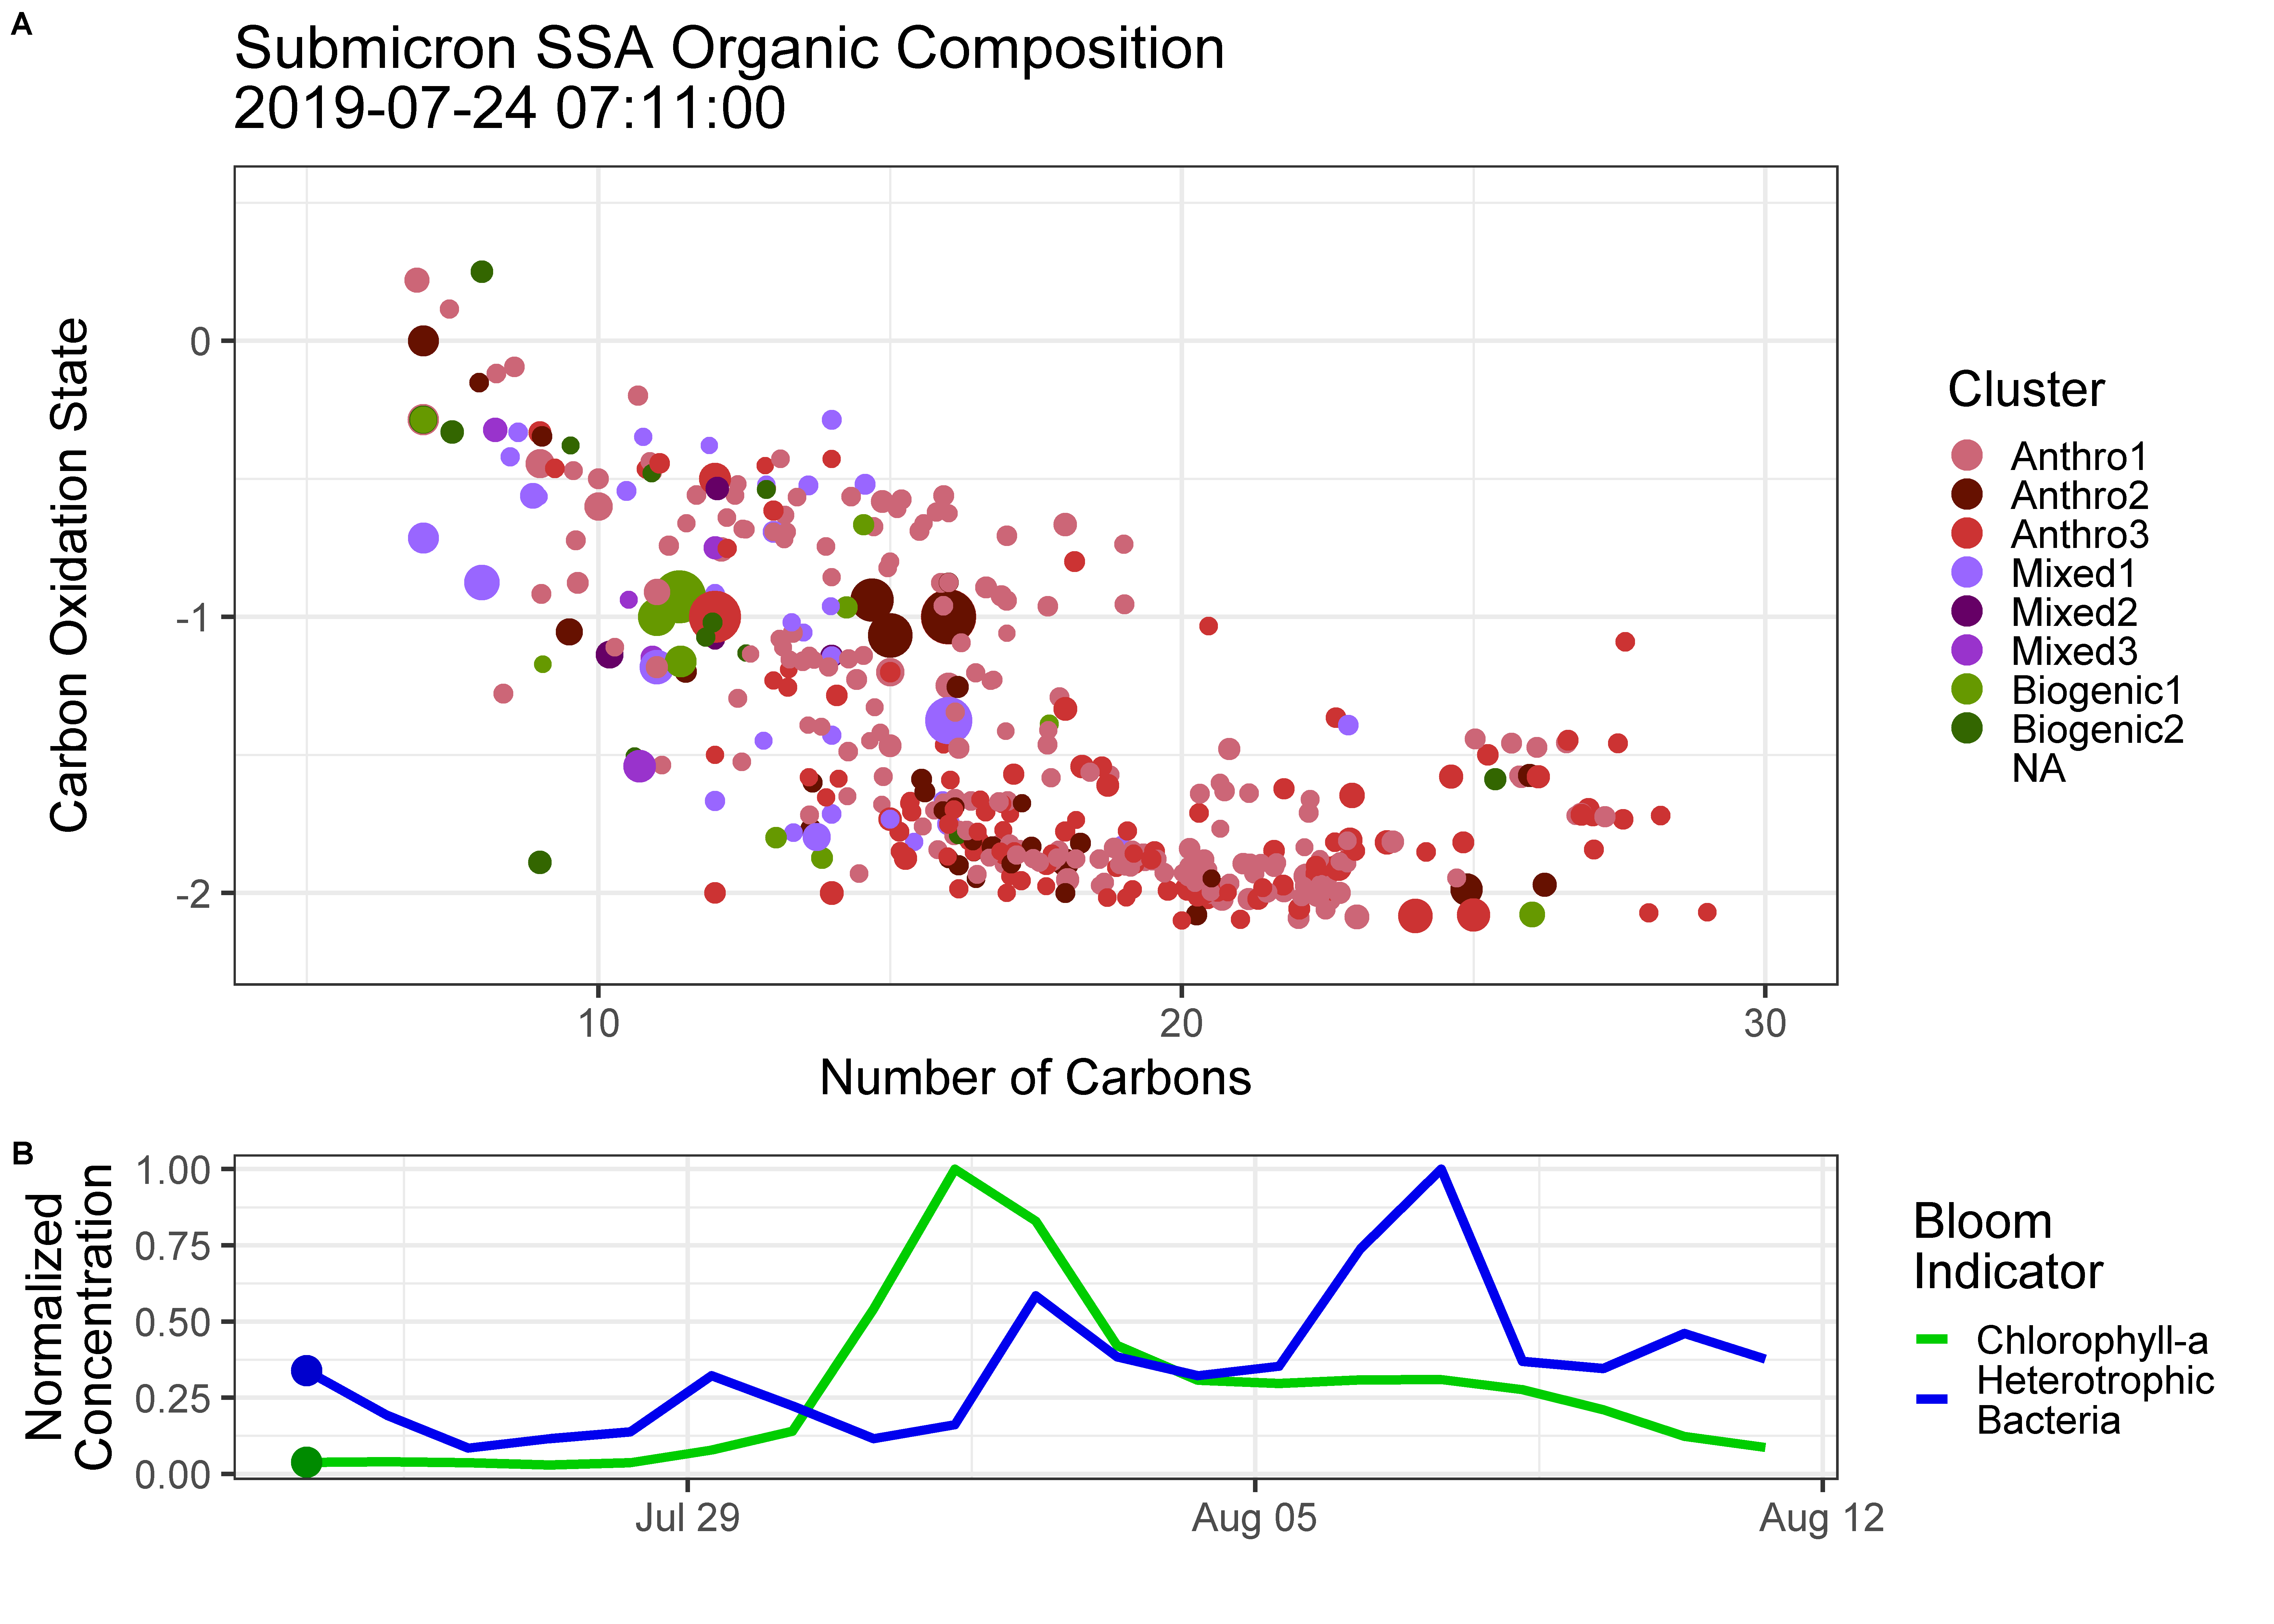 A
Submicron SSA Organic Composition
2019-07-24 07:11:00
Carbon Oxidation State
0
-1
-2
10
20
30
Number of Carbons
Cluster
Anthro1
Anthro2
Anthro3
Mixed1
Mixed2
Mixed3
Biogenic1
Biogenic2
NA
B
Normalized
Concentration
1.00
0.75
0.50
0.25
0.00
Jul 29
Aug 05
Aug 12
Bloom
Indicator
Chlorophyll-a
Heterotrophic
Bacteria